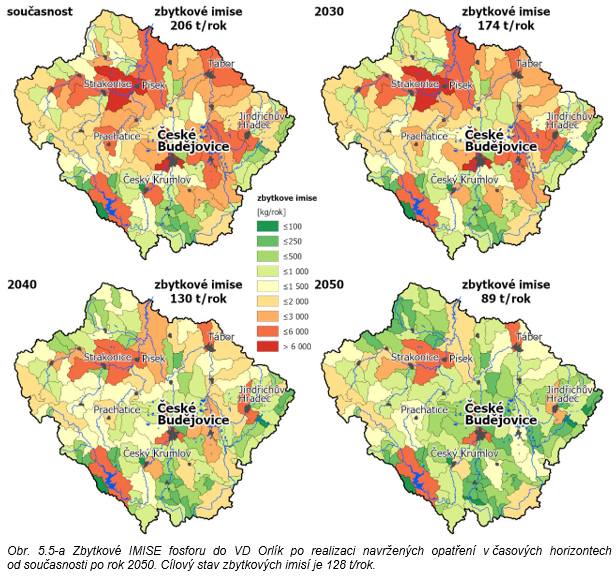 současnost
zbytkové imise
206 t/rok
Tábor
Strakonice
Písek
Jindřichův
Hradec
Prachatice
České
Budějovice
Český Krumlov
2030
zbytkové imise
174 t/rok
Tábor
Strakonice
Písek
Jindřichův
Hradec
Prachatice
České
Budějovice
Český Krumlov
zbytkove imise
[kg/rok]
≤100
≤250
≤500
≤1 000
≤1 500
≤2 000
≤3 000
≤6 000
> 6 000
2040
zbytkové imise
130 t/rok
Tábor
Strakonice
Písek
Jindřichův
Hradec
Prachatice
České
Budějovice
Český Krumlov
2050
zbytkové imise
89 t/rok
Tábor
Strakonice
Písek
Jindřichův
Hradec
Prachatice
České
Budějovice
Český Krumlov
Obr. 5.5-a Zbytkové IMISE fosforu do VD Orlík po realizaci navržených opatření v časových horizontech
od současnosti po rok 2050. Cílový stav zbytkových imisí je 128 t/rok.